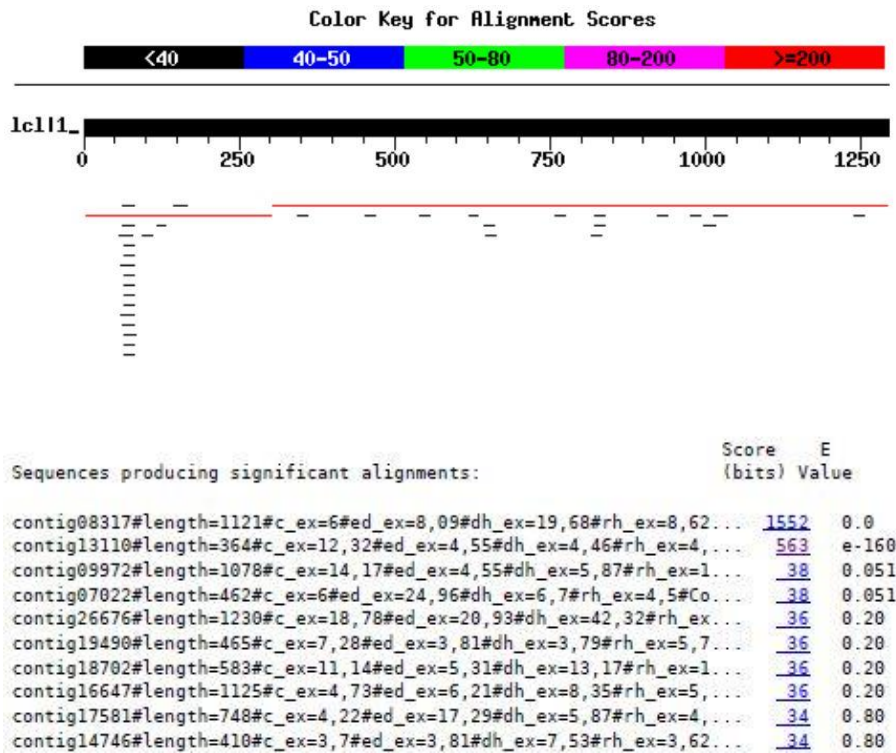 Color Key for Alignment Scores
<40 40-50 50-80 80-200 >=200
lcl|1_
0 250 500 750 1000 1250
Score E
Sequences producing significant alignments: (bits) Value
contig08317#length=1121#c_ex=6#ed_ex=8,09#dh_ex=19,68#rh_ex=8,62... 1552 0.0
contig13110#length=364#c_ex=12,32#ed_ex=4,55#dh_ex=4,46#rh_ex=4,... 563 e-160
contig09972#length=1078#c_ex=14,17#ed_ex=4,55#dh_ex=5,87#rh_ex=1... 38 0.051
contig07022#length=462#c_ex=6#ed_ex=24,96#dh_ex=6,7#rh_ex=4,5#Co... 38 0.051
contig26676#length=1230#c_ex=18,78#ed_ex=20,93#dh_ex=42,32#rh_ex... 36 0.20
contig19490#length=465#c_ex=7,28#ed_ex=3,81#dh_ex=3,79#rh_ex=5,7... 36 0.20
contig18702#length=583#c_ex=11,14#ed_ex=5,31#dh_ex=13,17#rh_ex=1... 36 0.20
contig16647#length=1125#c_ex=4,73#ed_ex=6,21#dh_ex=8,35#rh_ex=5,... 36 0.20
contig17581#length=748#c_ex=4,22#ed_ex=17,29#dh_ex=5,87#rh_ex=4,... 34 0.80
contig14746#length=410#c_ex=3,7#ed_ex=3,81#dh_ex=7,53#rh_ex=3,62... 34 0.80